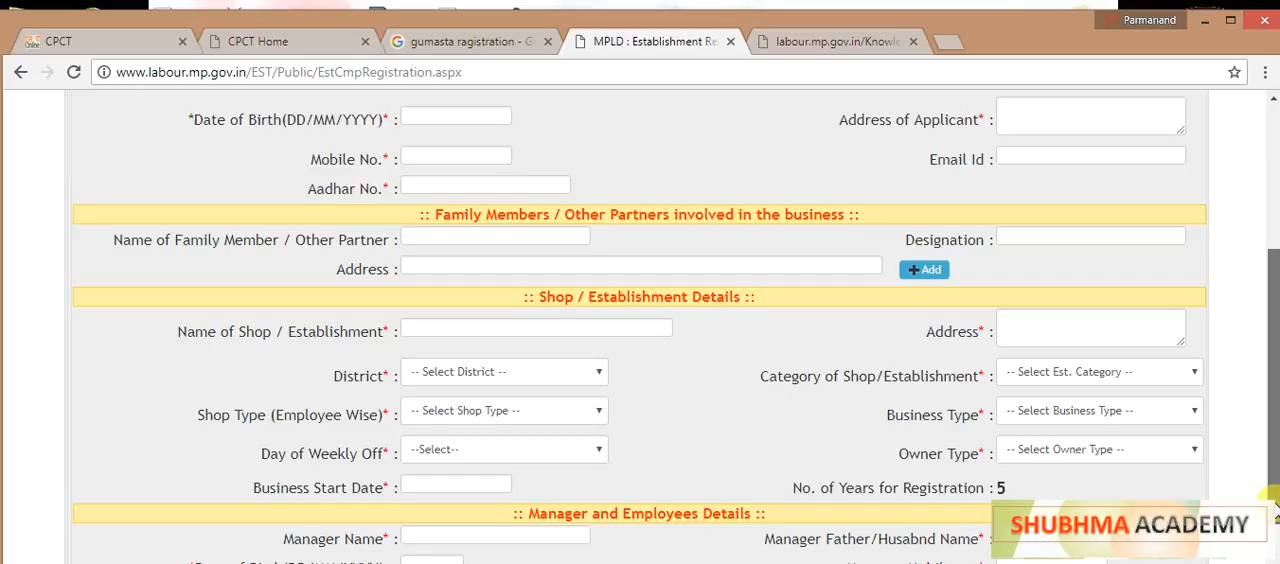 Parmanand
CPCT
CPCT Home
gumasta ragistration - G
MPLD : Establishment Re
labour.mp.gov.in/Knowle
www.labour.mp.gov.in/EST/Public/EstCmpRegistration.aspx
*Date of Birth(DD/MM/YYYY)* :
Address of Applicant* :
Mobile No.* :
Email Id :
Aadhar No.* :
:: Family Members / Other Partners involved in the business ::
Name of Family Member / Other Partner :
Designation :
Address :
Add
:: Shop / Establishment Details ::
Name of Shop / Establishment* :
Address* :
District* : -- Select District --
Category of Shop/Establishment* : -- Select Est. Category --
Shop Type (Employee Wise)* : -- Select Shop Type --
Business Type* : -- Select Business Type --
Day of Weekly Off* : --Select--
Owner Type* : -- Select Owner Type --
Business Start Date* :
No. of Years for Registration : 5
:: Manager and Employees Details ::
SHUBHMA ACADEMY
Manager Name* :
Manager Father/Husabnd Name* :